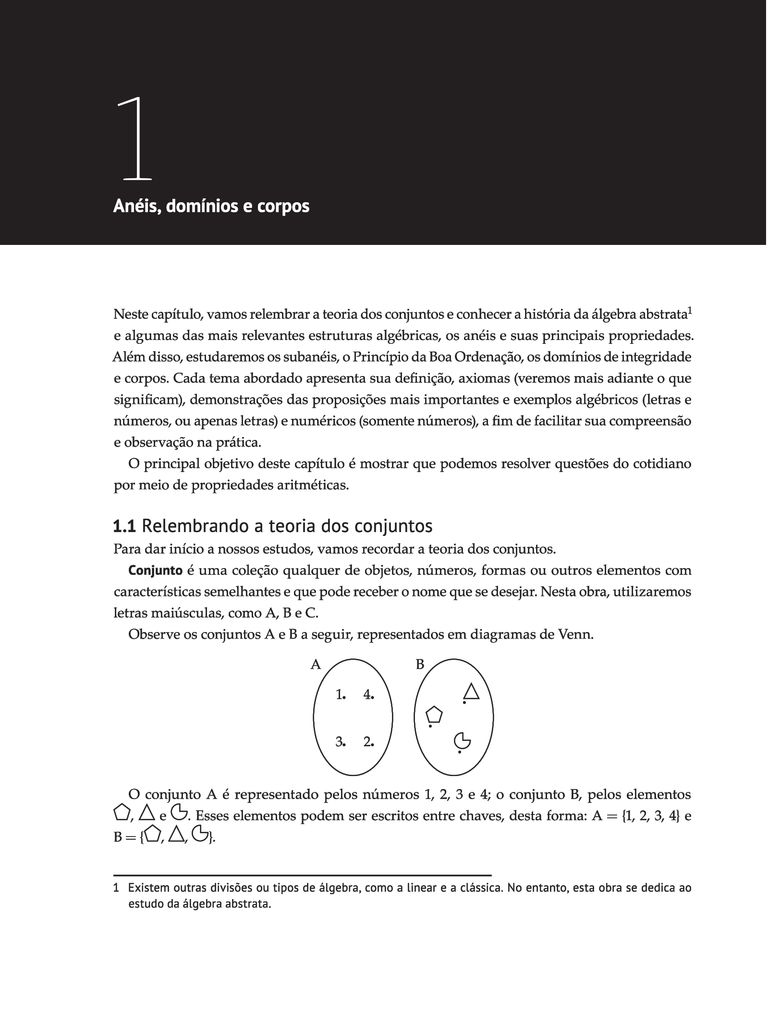 1
Anéis, domínios e corpos
Neste capítulo, vamos relembrar a teoria dos conjuntos e conhecer a história da álgebra abstrata1
e algumas das mais relevantes estruturas algébricas, os anéis e suas principais propriedades.
Além disso, estudaremos os subanéis, o Princípio da Boa Ordenação, os domínios de integridade
e corpos. Cada tema abordado apresenta sua definição, axiomas (veremos mais adiante o que
significam), demonstrações das proposições mais importantes e exemplos algébricos (letras e
números, ou apenas letras) e numéricos (somente números), a fim de facilitar sua compreensão
e observação na prática.
O principal objetivo deste capítulo é mostrar que podemos resolver questões do cotidiano
por meio de propriedades aritméticas.
1.1 Relembrando a teoria dos conjuntos
Para dar início a nossos estudos, vamos recordar a teoria dos conjuntos.
Conjunto é uma coleção qualquer de objetos, números, formas ou outros elementos com
características semelhantes e que pode receber o nome que se desejar. Nesta obra, utilizaremos
letras maiúsculas, como A, B e C.
Observe os conjuntos A e B a seguir, representados em diagramas de Venn.
A B
1. 4.
3. 2.
O conjunto A é representado pelos números 1, 2, 3 e 4; o conjunto B, pelos elementos
, e . Esses elementos podem ser escritos entre chaves, desta forma: A = {1, 2, 3, 4} e
B = { , , }.
1 Existem outras divisões ou tipos de álgebra, como a linear e a clássica. No entanto, esta obra se dedica ao
estudo da álgebra abstrata.